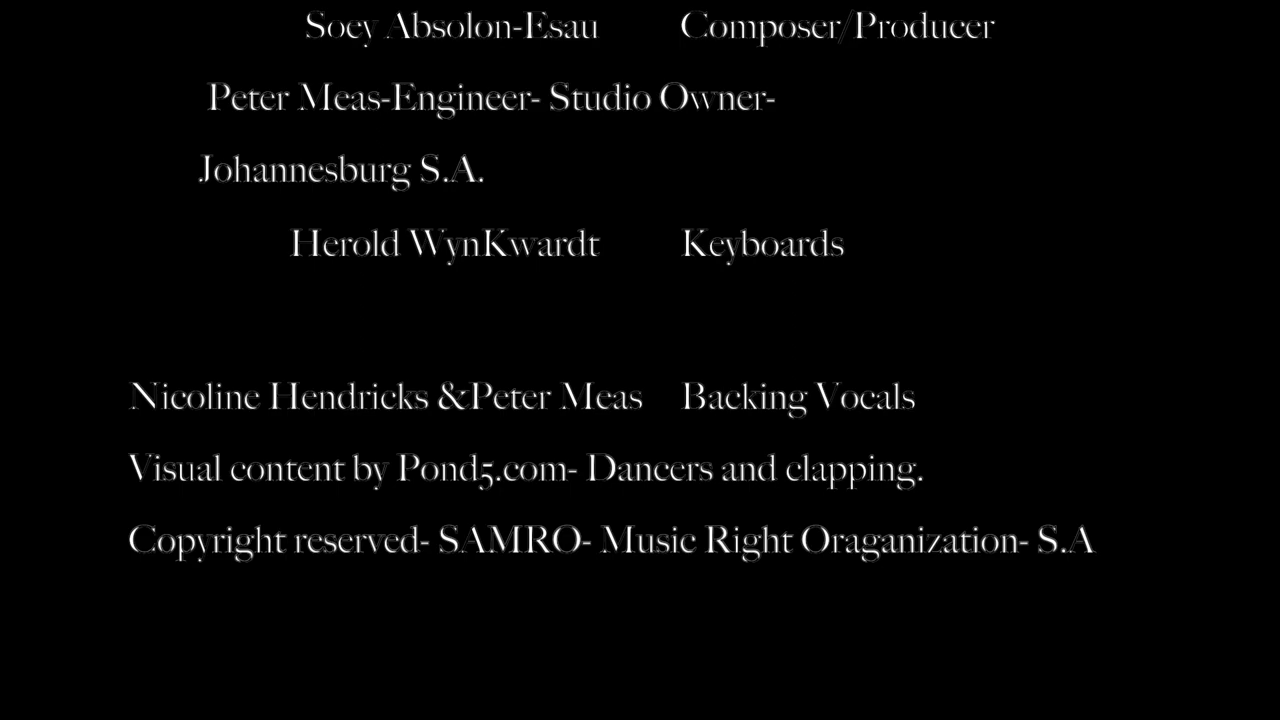 Soey Absolon-Esau Composer/Producer
Peter Meas-Engineer- Studio Owner-
Johannesburg S.A.
Herold WynKwardt Keyboards
Nicoline Hendricks &Peter Meas Backing Vocals
Visual content by Pond5.com- Dancers and clapping.
Copyright reserved- SAMRO- Music Right Oraganization- S.A